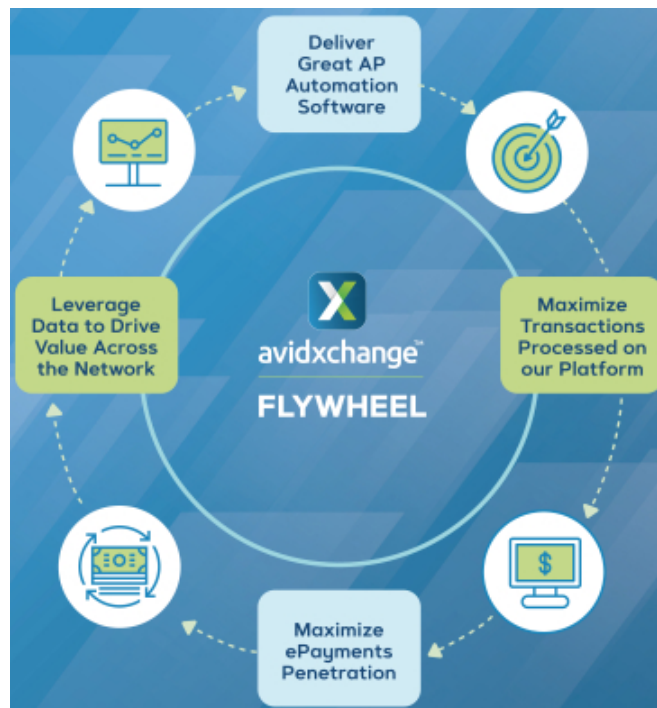 Deliver
Great AP
Automation
Software
Leverage
Data to Drive
Value Across
the Network
avidxchange™
FLYWHEEL
Maximize
Transactions
Processed on
our Platform
$
Maximize
ePayments
Penetration